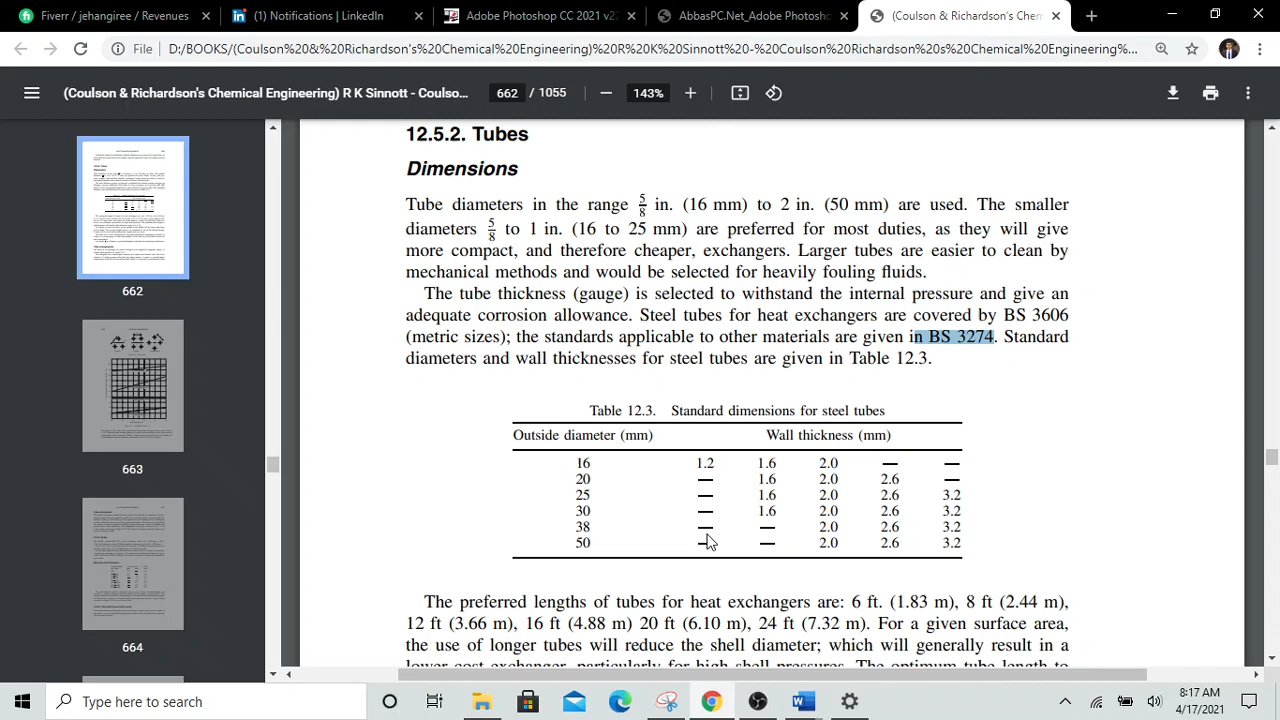 Fiverr / jehangiree / Revenues
(1) Notifications | LinkedIn
Adobe Photoshop CC 2021 v22
AbbasPC.Net_Adobe Photosh
(Coulson & Richardson's Chem
File
D:/BOOKS/(Coulson%20&%20Richardson's%20Chemical%20Engineering)%20R%20K%20Sinnott%20-%20Coulson%20Richardson%20s%20Chemical%20Engineering%...
(Coulson & Richardson's Chemical Engineering) R K Sinnott - Coulso...
662 / 1055
143%
662
663
664
12.5.2. Tubes
Dimensions
Tube diameters in the range 5/8 in. (16 mm) to 2 in. (50 mm) are used. The smaller
diameters 5/8 to 1 in. (16 to 25 mm) are preferred for most duties, as they will give
more compact, and therefore cheaper, exchangers. Larger tubes are easier to clean by
mechanical methods and would be selected for heavily fouling fluids.
The tube thickness (gauge) is selected to withstand the internal pressure and give an
adequate corrosion allowance. Steel tubes for heat exchangers are covered by BS 3606
(metric sizes); the standards applicable to other materials are given in BS 3274. Standard
diameters and wall thicknesses for steel tubes are given in Table 12.3.
Table 12.3. Standard dimensions for steel tubes
Outside diameter (mm) Wall thickness (mm)
16 1.2 1.6 2.0 — —
20 — 1.6 2.0 2.6 —
25 — 1.6 2.0 2.6 3.2
30 — 1.6 2.0 2.6 3.2
38 — — 2.0 2.6 3.2
50 — — 2.0 2.6 3.2
The preferred lengths of tubes for heat exchangers are: 6 ft. (1.83 m), 8 ft (2.44 m),
12 ft (3.66 m), 16 ft (4.88 m) 20 ft (6.10 m), 24 ft (7.32 m). For a given surface area,
the use of longer tubes will reduce the shell diameter; which will generally result in a
lower cost exchanger, particularly for high shell pressures. The optimum tube length to
Type here to search
8:17 AM
4/17/2021